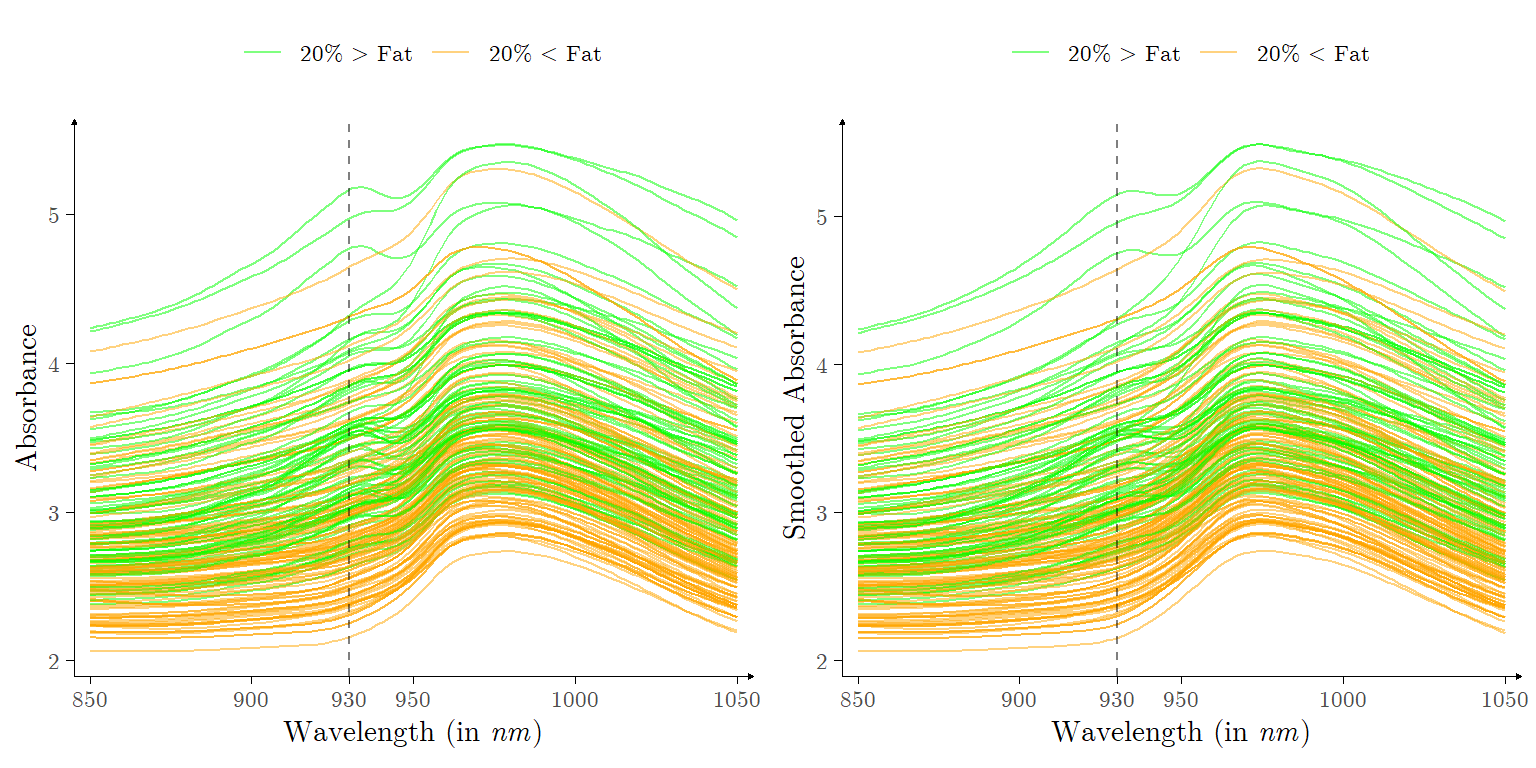 20% > Fat 20% < Fat
Absorbance
5
4
3
2
850 900 930 950 1000 1050
Wavelength (in nm)
20% > Fat 20% < Fat
Smoothed Absorbance
5
4
3
2
850 900 930 950 1000 1050
Wavelength (in nm)